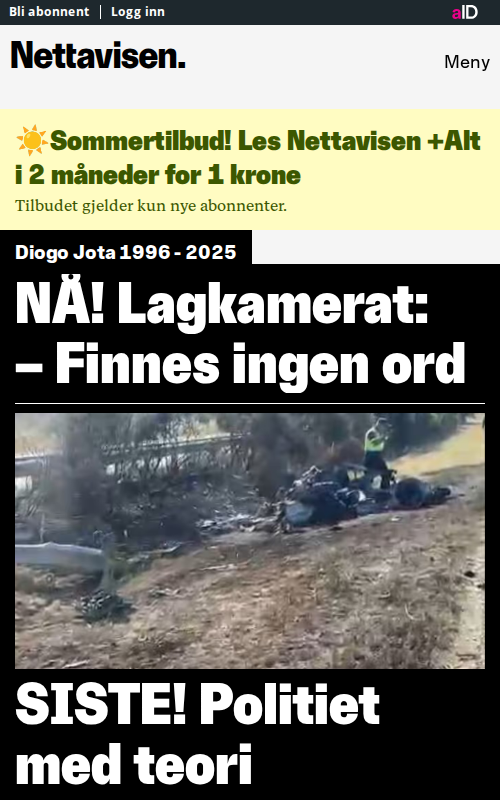 Bli abonnent | Logg inn
aID
Nettavisen.
Meny
☀️Sommertilbud! Les Nettavisen +Alt
i 2 måneder for 1 krone
Tilbudet gjelder kun nye abonnenter.
Diogo Jota 1996 - 2025
NÅ! Lagkamerat:
– Finnes ingen ord
SISTE! Politiet
med teori